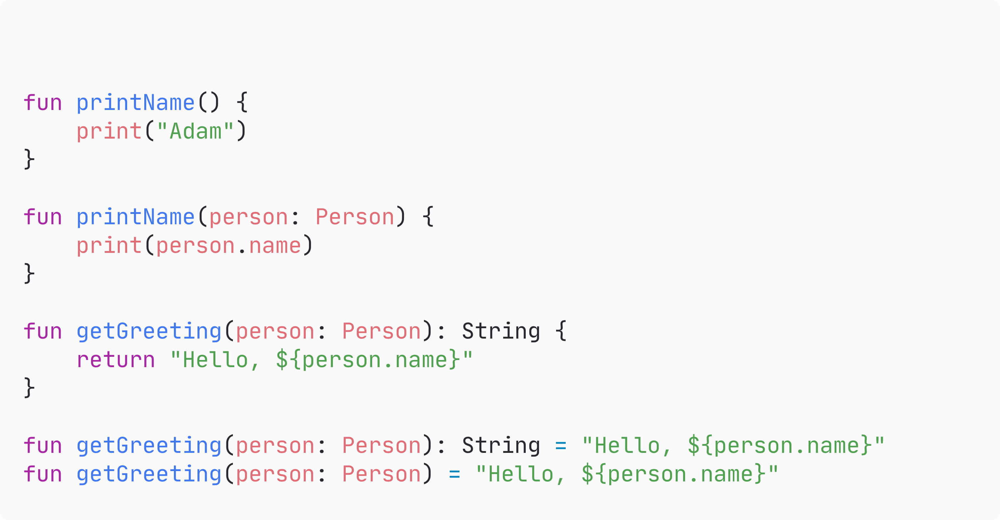 fun printName() {
    print("Adam")
}

fun printName(person: Person) {
    print(person.name)
}

fun getGreeting(person: Person): String {
    return "Hello, ${person.name}"
}

fun getGreeting(person: Person): String = "Hello, ${person.name}"
fun getGreeting(person: Person) = "Hello, ${person.name}"